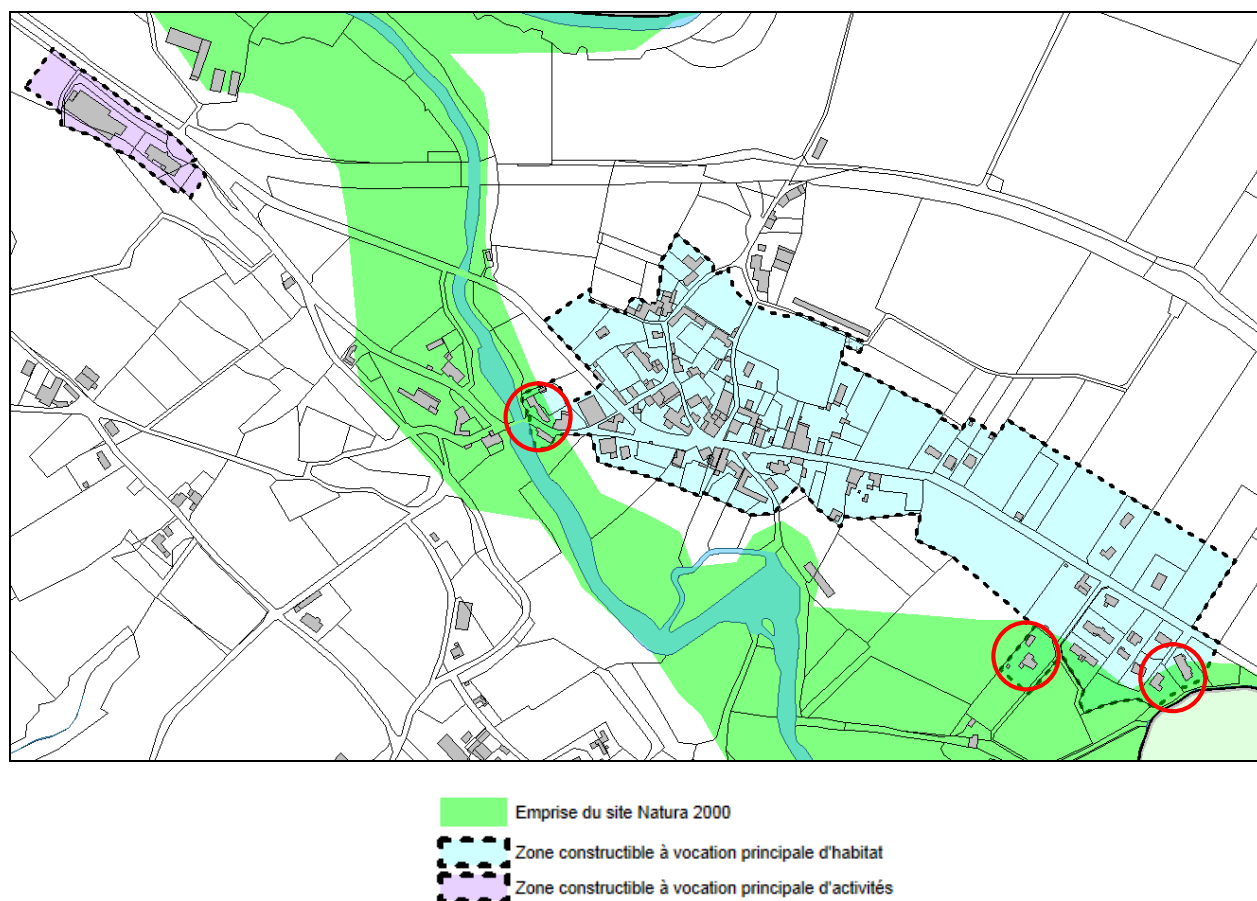 Emprise du site Natura 2000
Zone constructible à vocation principale d'habitat
Zone constructible à vocation principale d'activités